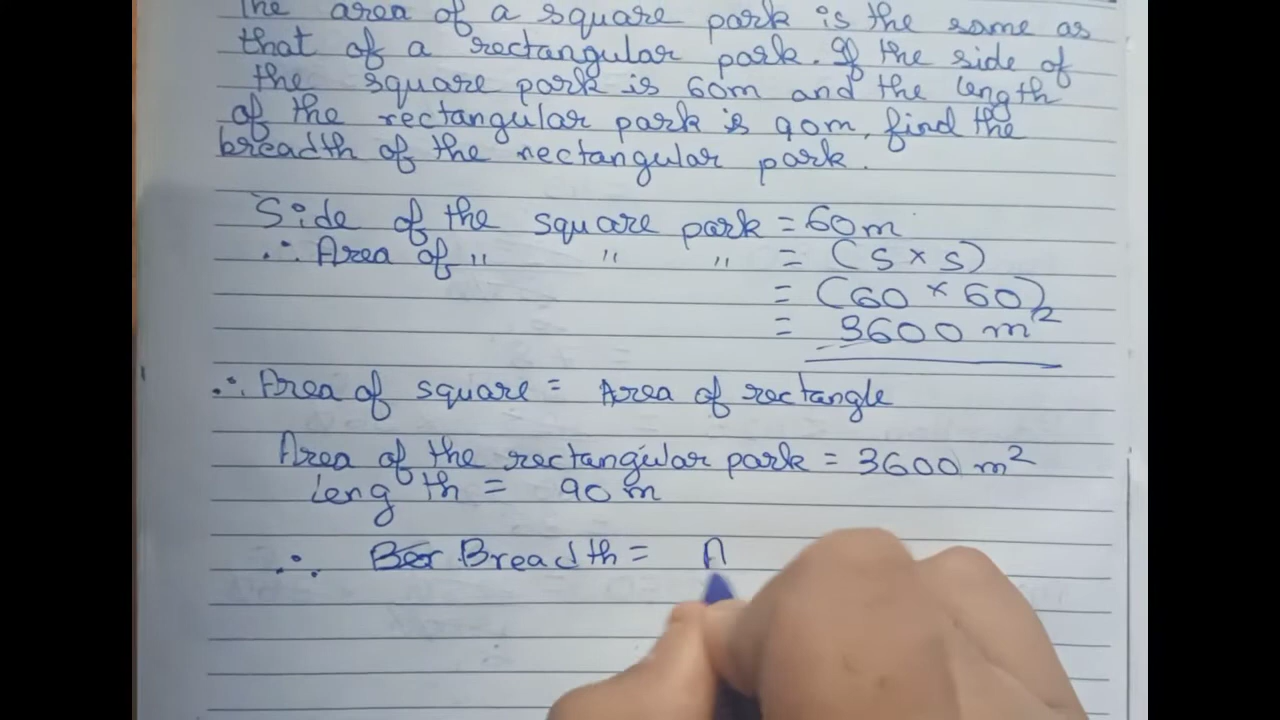 The area of a square park is the same as
that of a rectangular park. If the side of
the square park is 60m and the length
of the rectangular park is 90m, find the
breadth of the rectangular park.
Side of the square park = 60m
∴ Area of " " " = (s × s)
= (60 × 60)
= 3600 m²
∴ Area of square = Area of rectangle
Area of the rectangular park = 3600 m²
length = 90 m
∴ Breadth = A